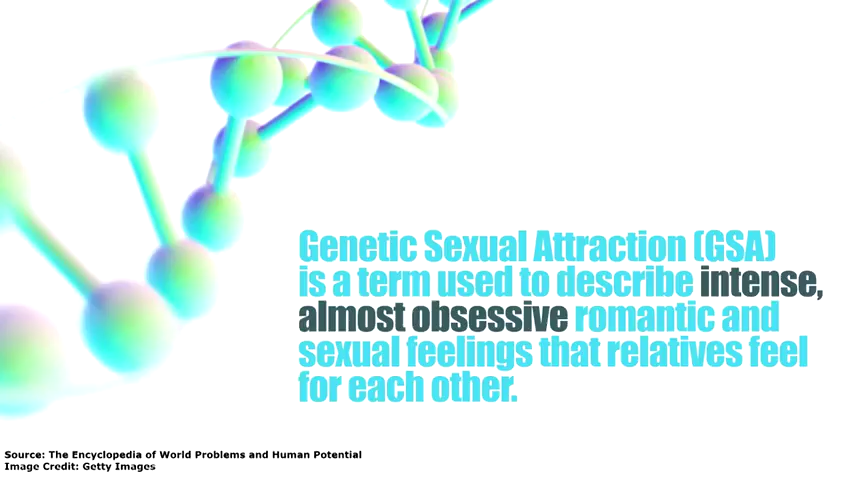 Genetic Sexual Attraction (GSA)
is a term used to describe intense,
almost obsessive romantic and
sexual feelings that relatives feel
for each other.
Source: The Encyclopedia of World Problems and Human Potential
Image Credit: Getty Images